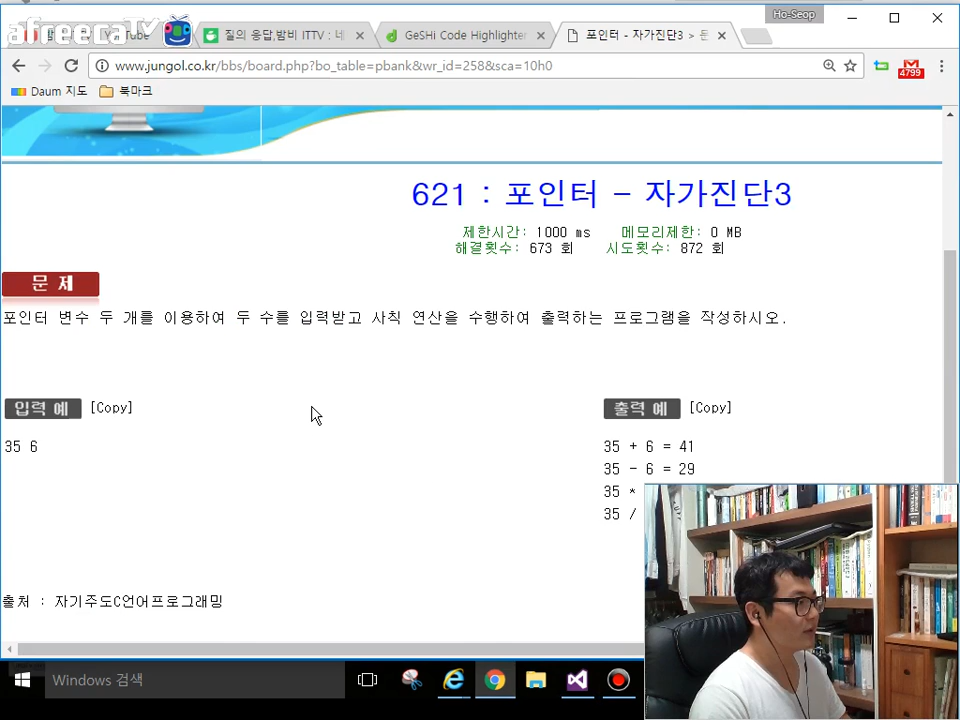 afreecaTV
Ho-Seop
질의 응답,밤비 ITTV : 네
GeSHi Code Highlighter
포인터 - 자가진단3 > 문
www.jungol.co.kr/bbs/board.php?bo_table=pbank&wr_id=258&sca=10h0
4799
Daum 지도
북마크
621 : 포인터 - 자가진단3
제한시간: 1000 ms 메모리제한: 0 MB
해결횟수: 673 회 시도횟수: 872 회
문 제
포인터 변수 두 개를 이용하여 두 수를 입력받고 사칙 연산을 수행하여 출력하는 프로그램을 작성하시오.
입력 예 [Copy]
출력 예 [Copy]
35 6
35 + 6 = 41
35 - 6 = 29
35 *
35 /
출처 : 자기주도C언어프로그래밍
Windows 검색